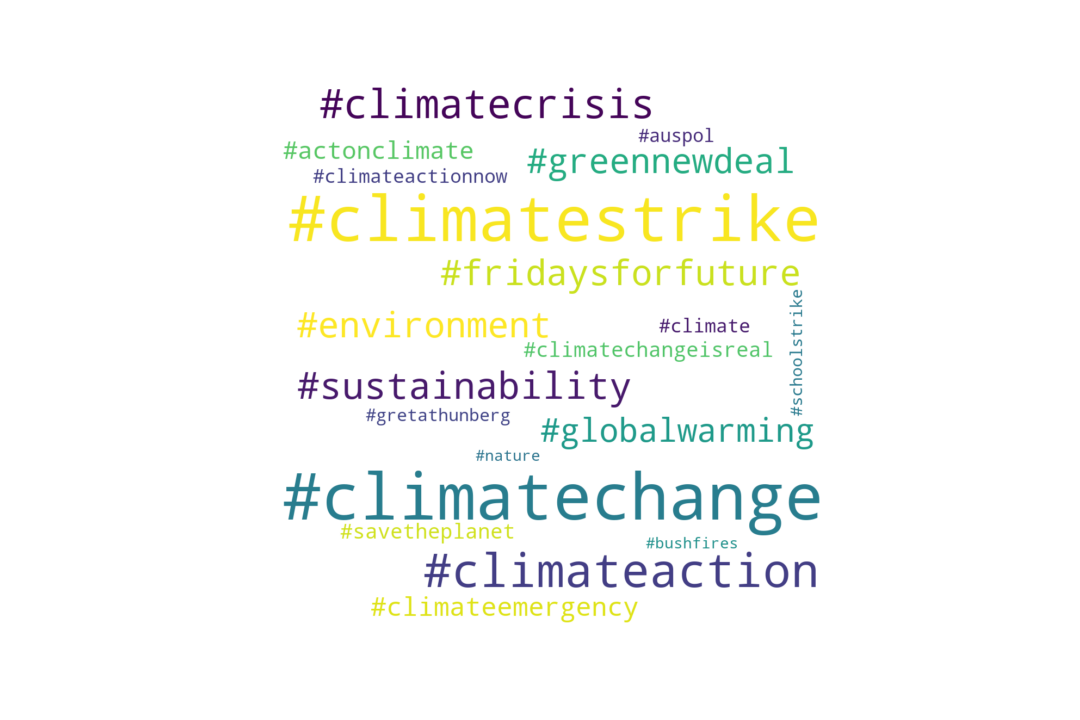 #climatecrisis
#auspol
#actonclimate
#greennewdeal
#climateactionnow
#climatestrike
#fridaysforfuture
#environment
#climate
#climatechangeisreal
#schoolstrike
#sustainability
#gretathunberg
#globalwarming
#nature
#climatechange
#savetheplanet
#bushfires
#climateaction
#climateemergency